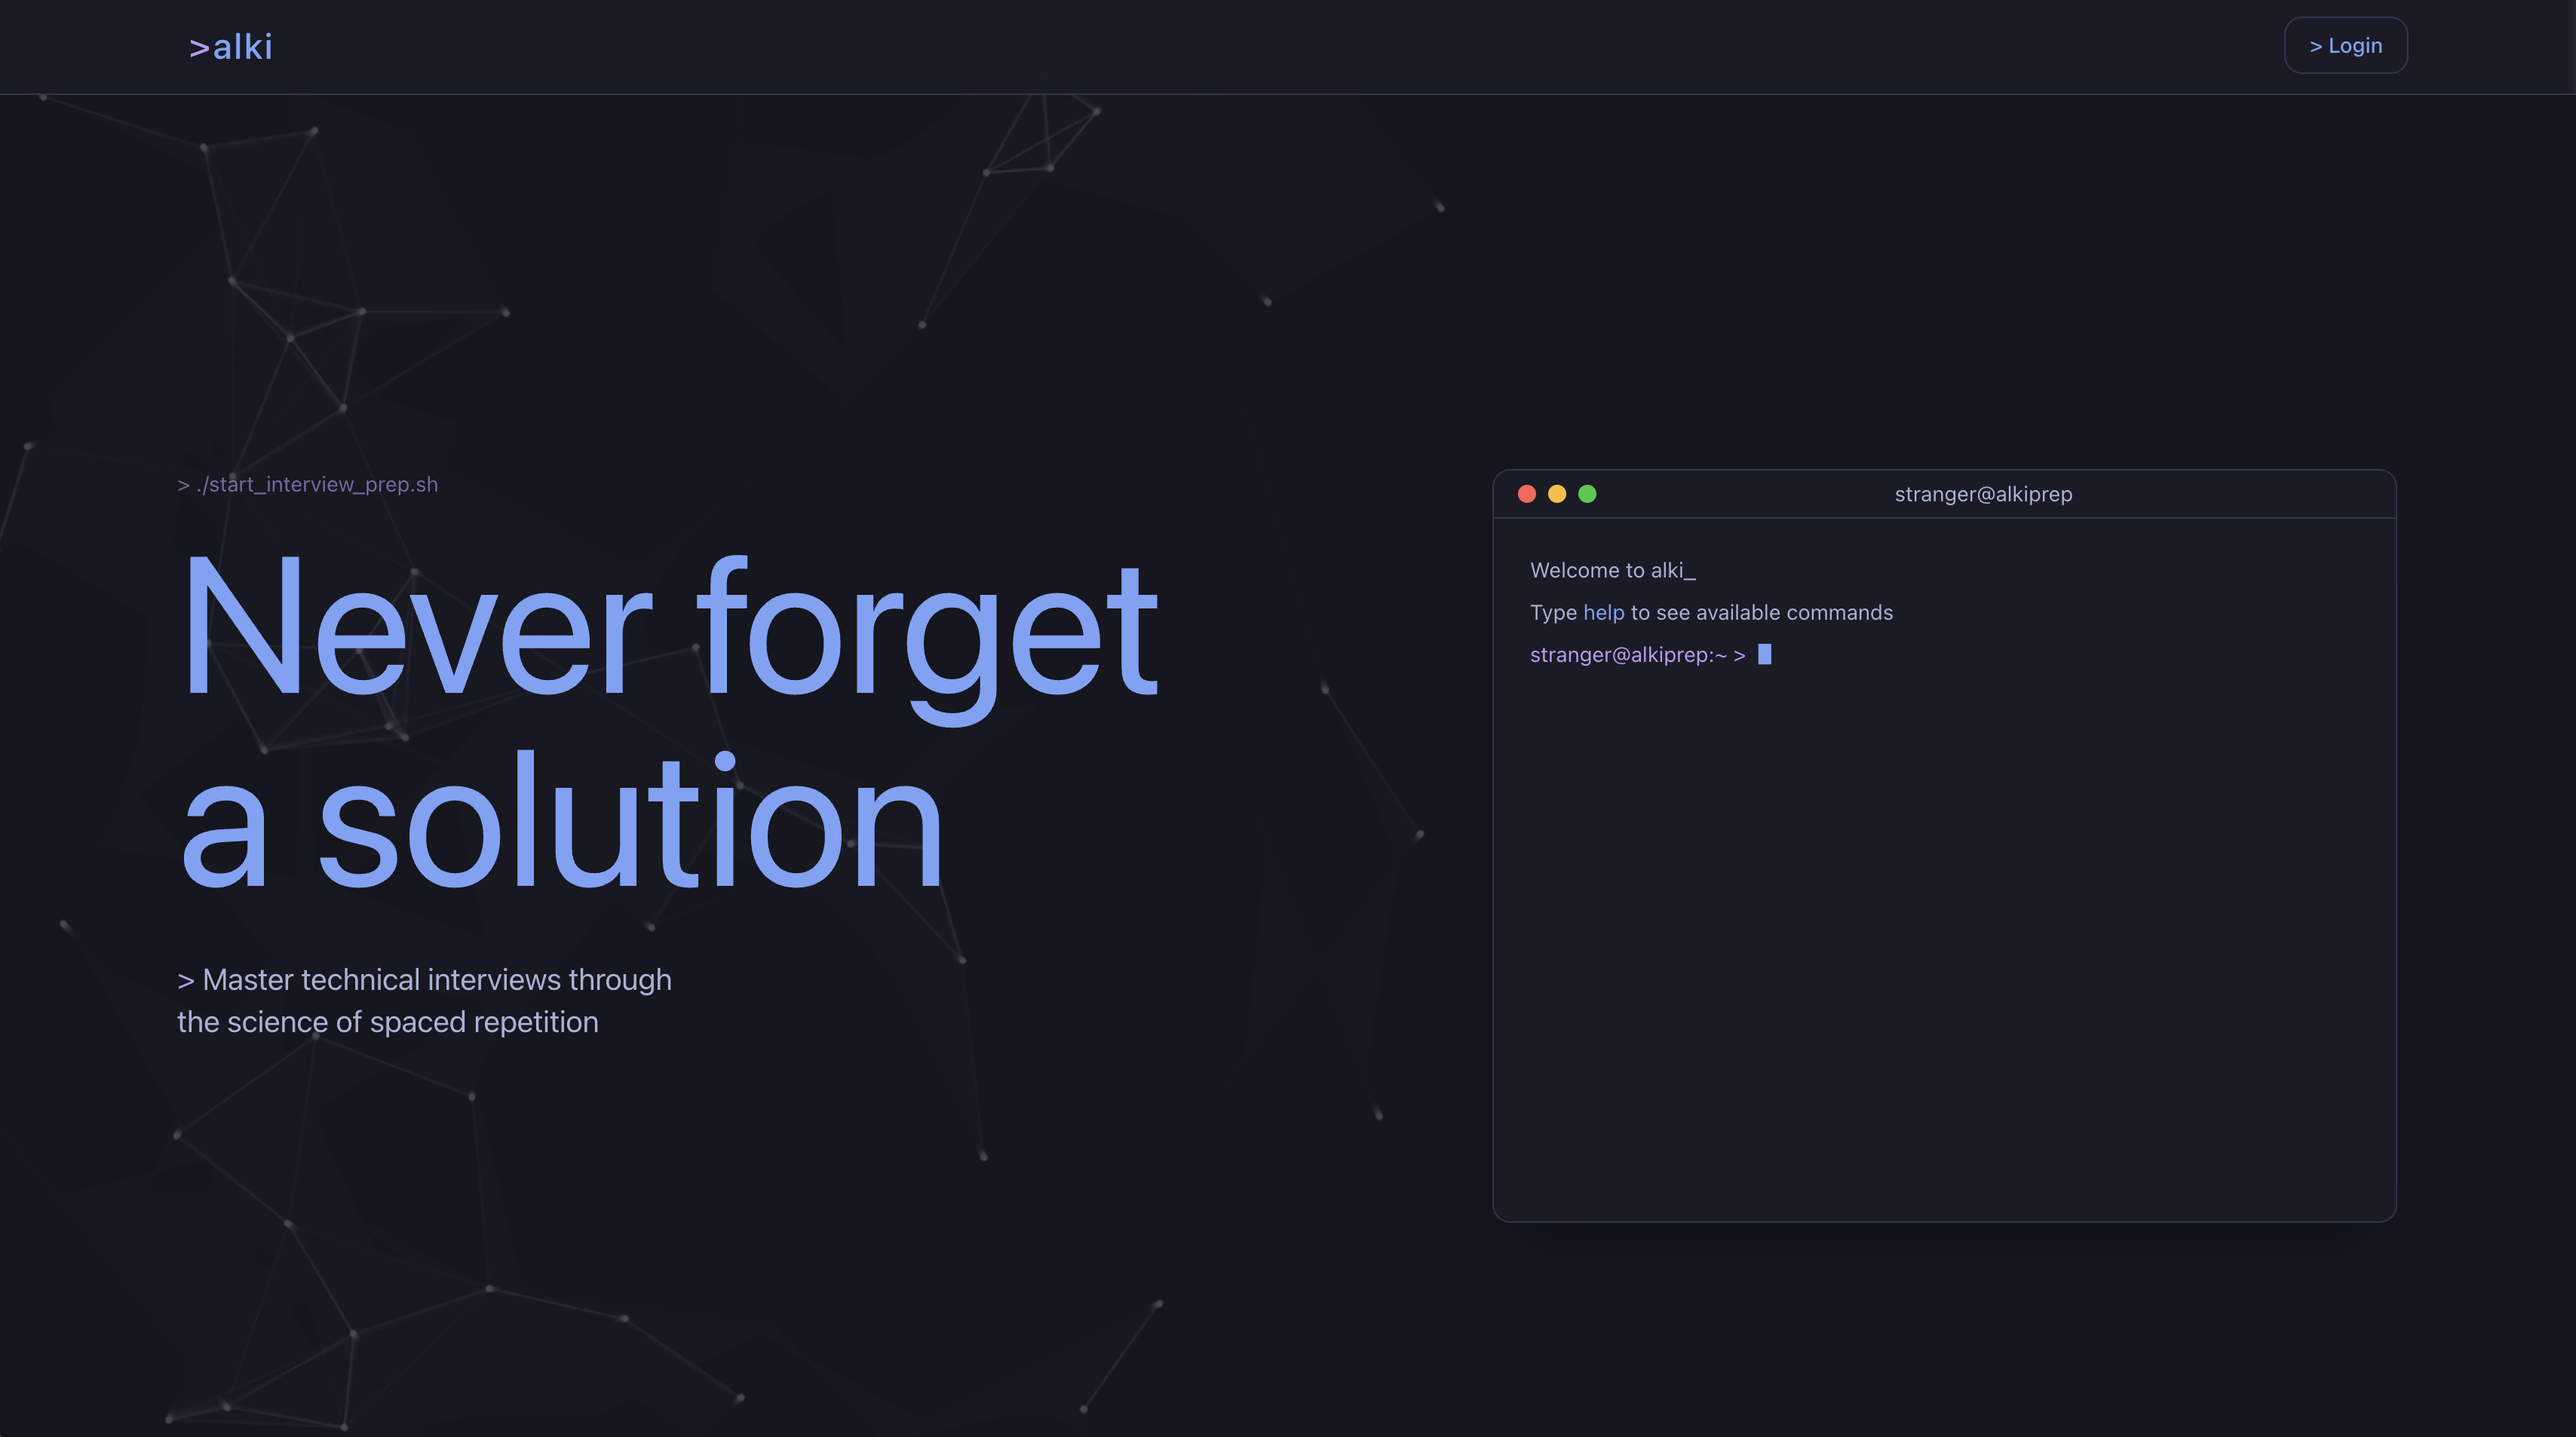 >alki
> Login
> ./start_interview_prep.sh
Never forget
a solution
> Master technical interviews through
the science of spaced repetition
stranger@alkiprep
Welcome to alki_
Type help to see available commands
stranger@alkiprep:~ >